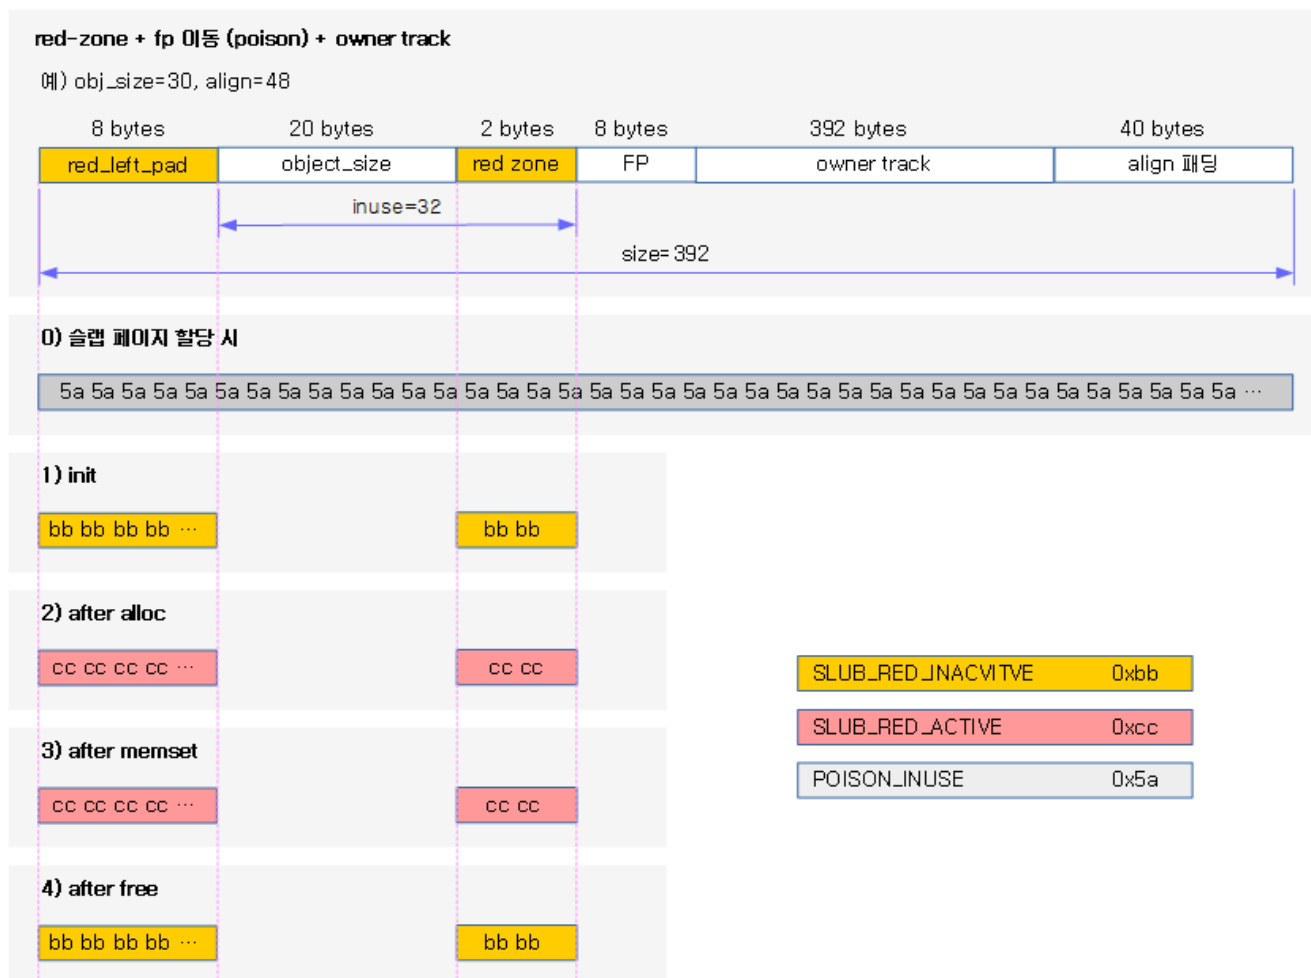 red-zone + fp 이동 (poison) + owner track
예) obj_size=30, align=48
8 bytes 20 bytes 2 bytes 8 bytes 392 bytes 40 bytes
red_left_pad object_size red zone FP owner track align 패딩
inuse=32
size=392
0) 슬랩 페이지 할당 시
5a 5a 5a 5a 5a 5a 5a 5a 5a 5a 5a 5a 5a 5a 5a 5a 5a 5a 5a 5a 5a 5a 5a 5a 5a 5a 5a 5a 5a 5a 5a 5a 5a 5a 5a 5a 5a 5a ···
1) init
bb bb bb bb ··· bb bb
2) after alloc
cc cc cc cc ··· cc cc
SLUB_RED_INACVITVE 0xbb
SLUB_RED_ACTIVE 0xcc
3) after memset
POISON_INUSE 0x5a
cc cc cc cc ··· cc cc
4) after free
bb bb bb bb ··· bb bb